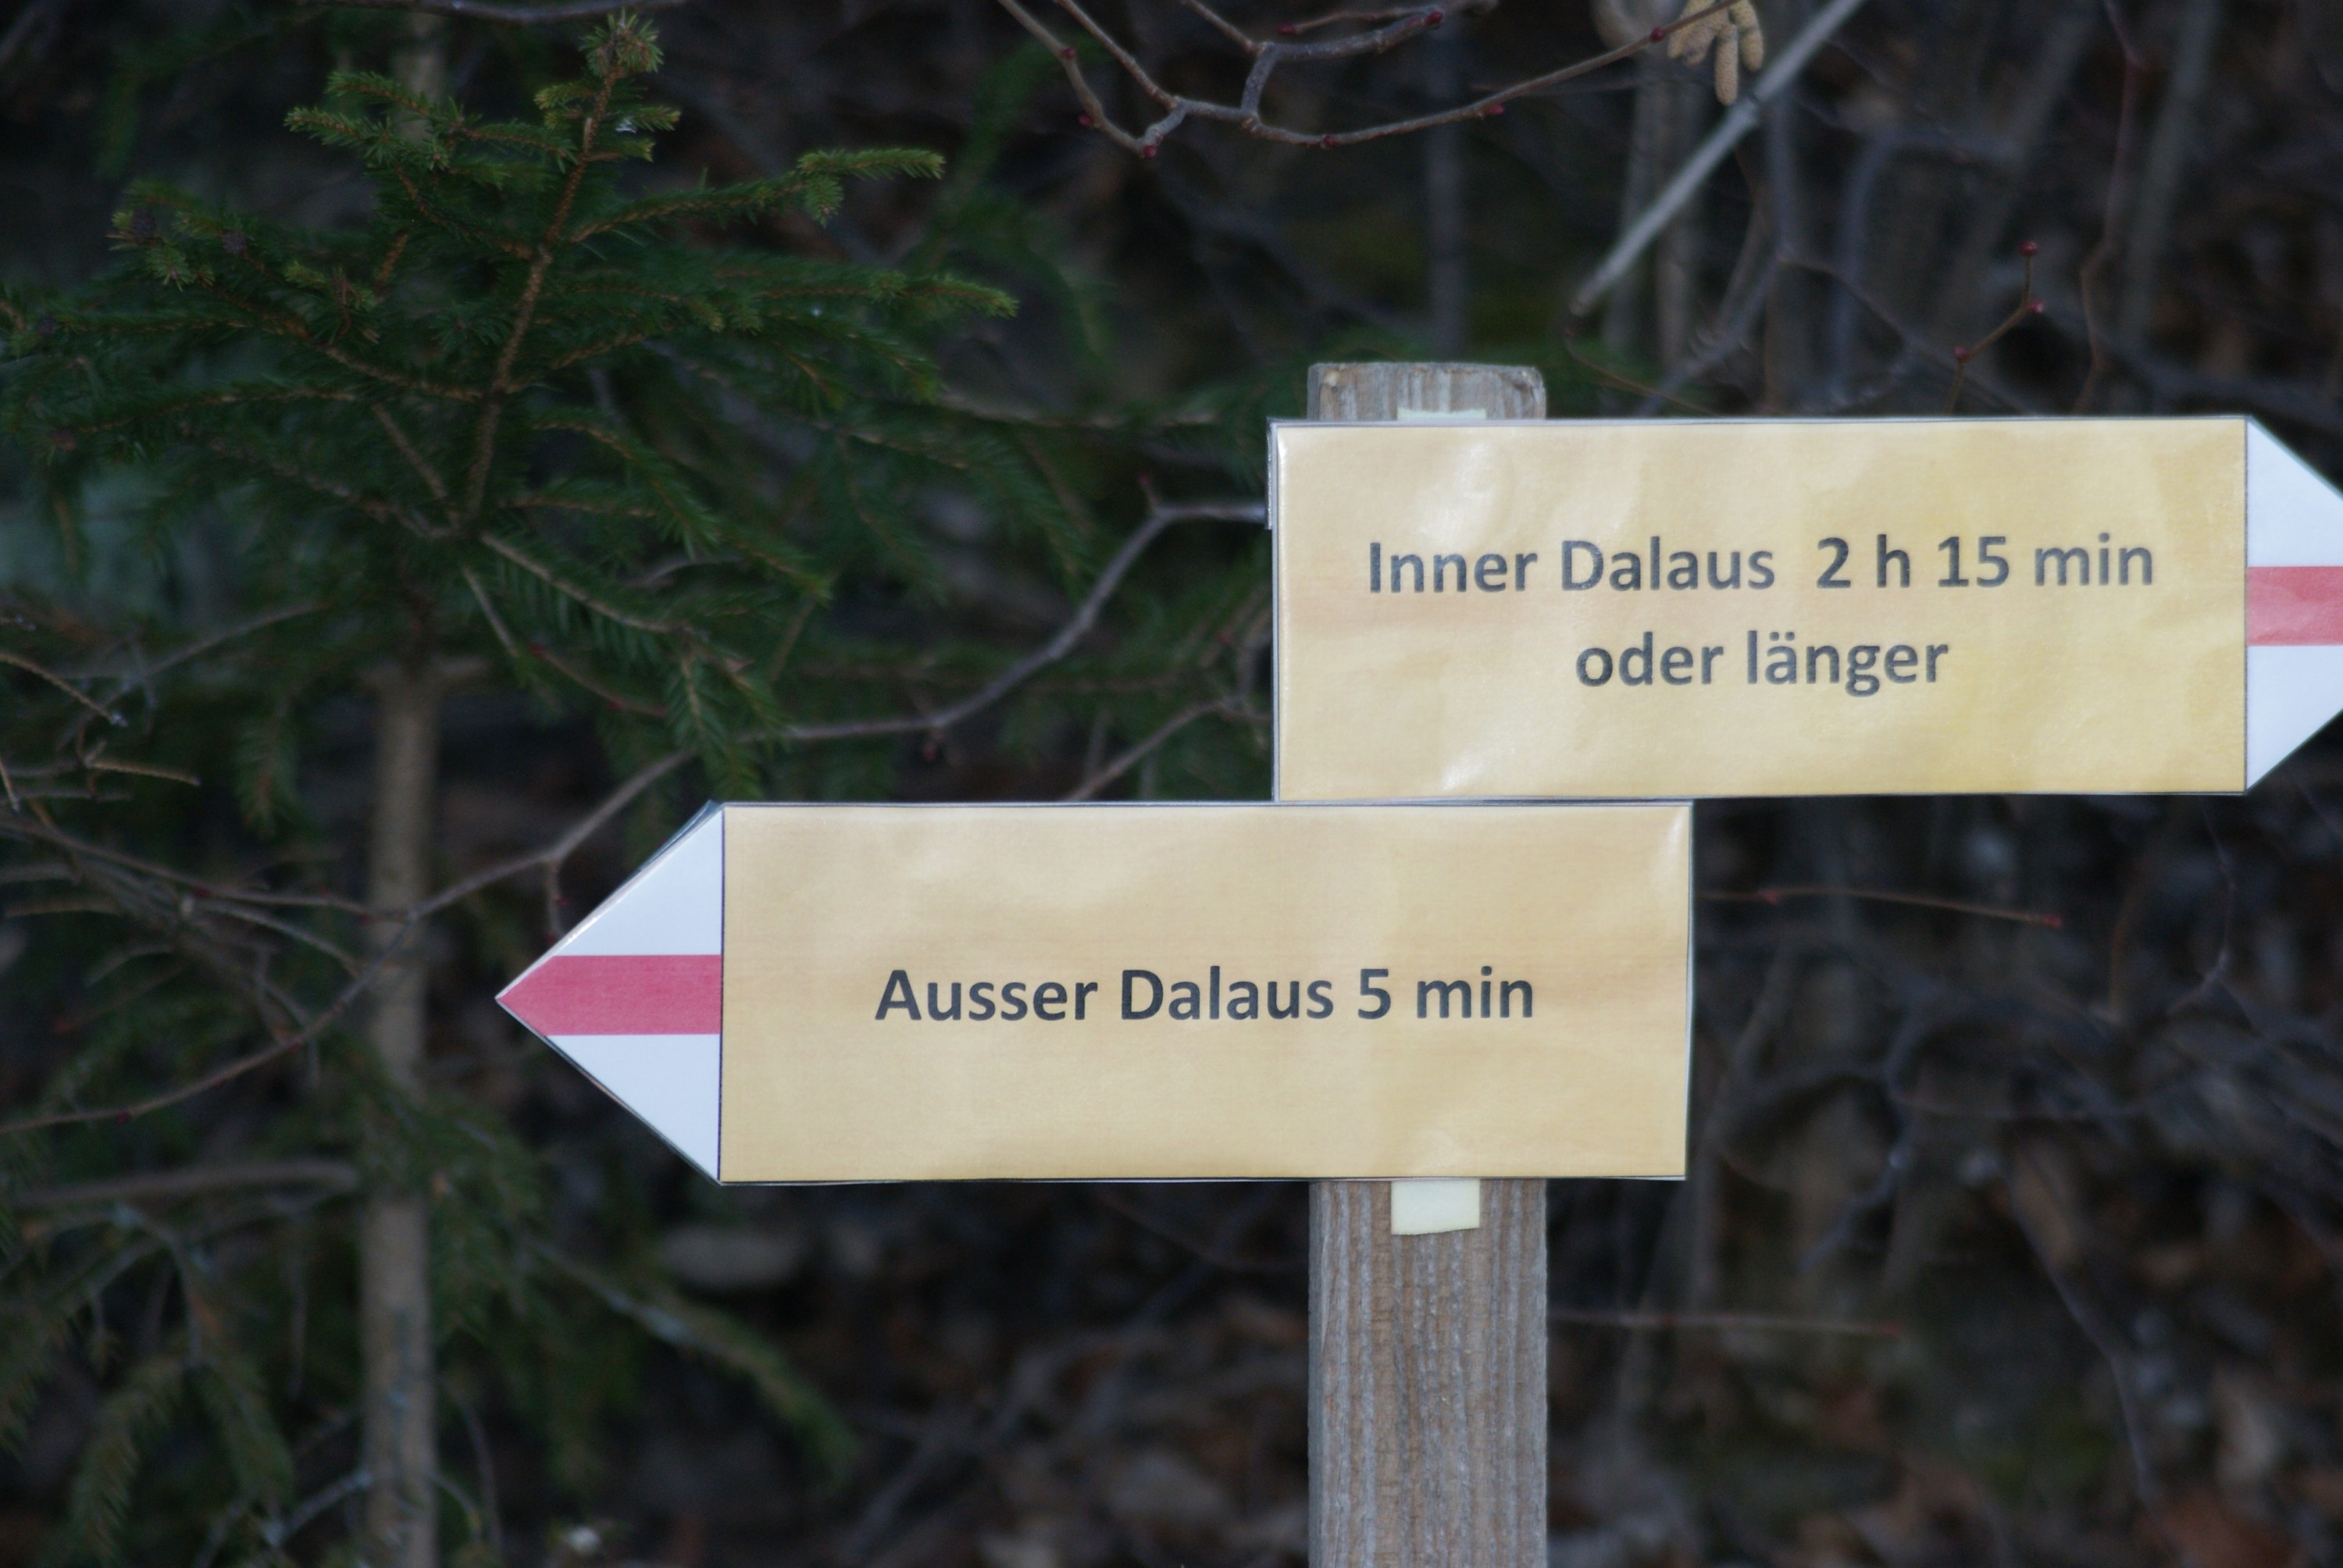 Inner Dalaus 2 h 15 min
oder länger
Ausser Dalaus 5 min